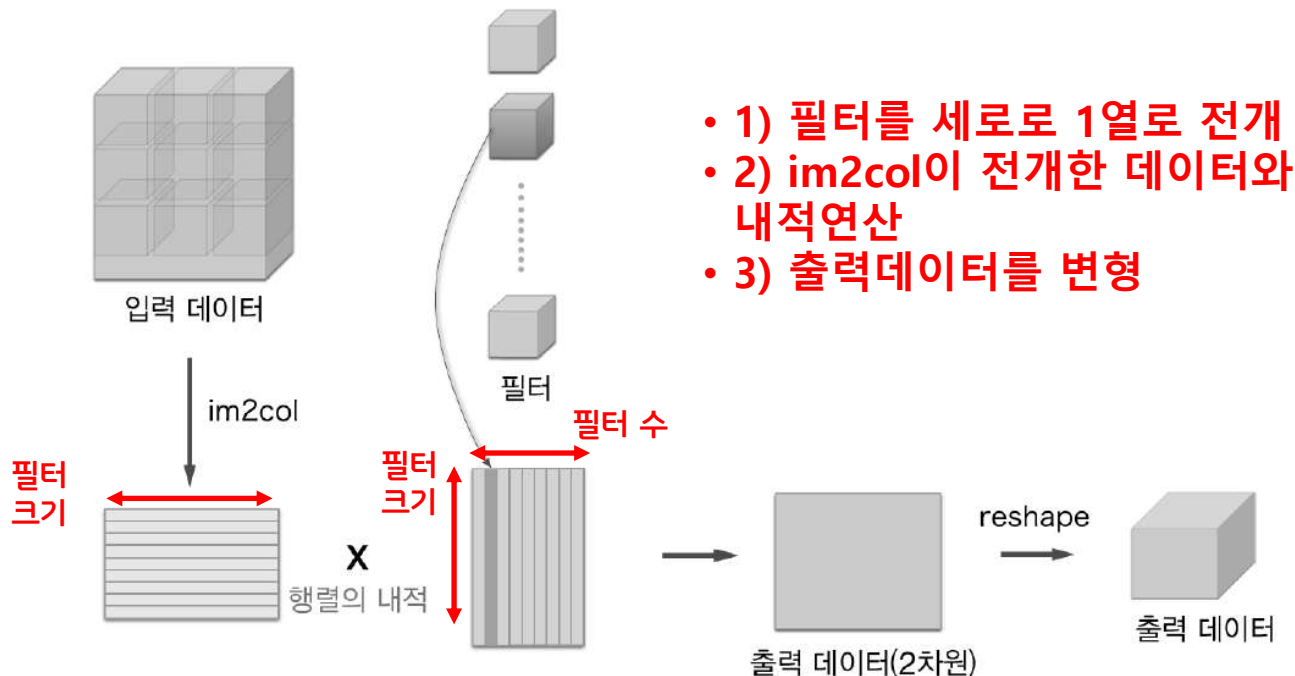 • 1) 필터를 세로로 1열로 전개
• 2) im2col이 전개한 데이터와
내적연산
• 3) 출력데이터를 변형
입력 데이터
im2col
필터
필터 수
필터
크기
필터
크기
X
행렬의 내적
reshape
출력 데이터(2차원)
출력 데이터